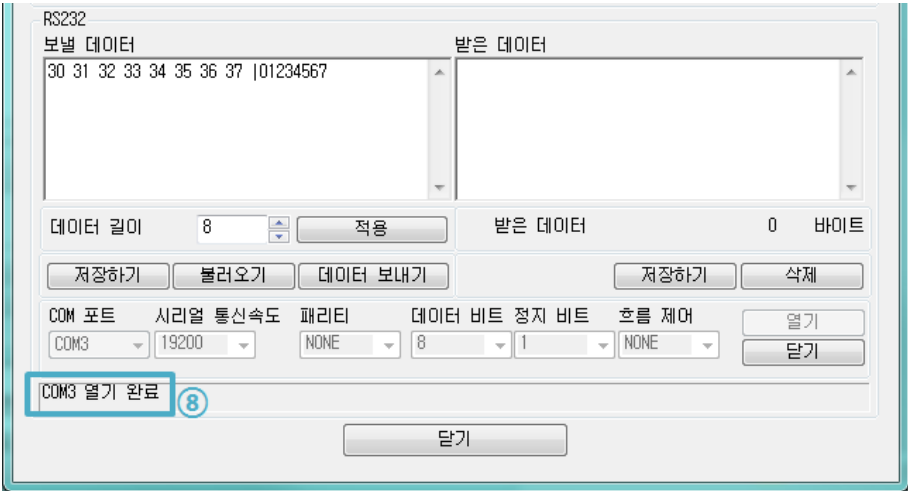 RS232
보낼 데이터 받은 데이터
30 31 32 33 34 35 36 37 |01234567
데이터 길이 8 적용 받은 데이터 0 바이트
저장하기 불러오기 데이터 보내기 저장하기 삭제
COM 포트 시리얼 통신속도 패리티 데이터 비트 정지 비트 흐름 제어 열기
COM3 19200 NONE 8 1 NONE 닫기
COM3 열기 완료 ⑧
닫기